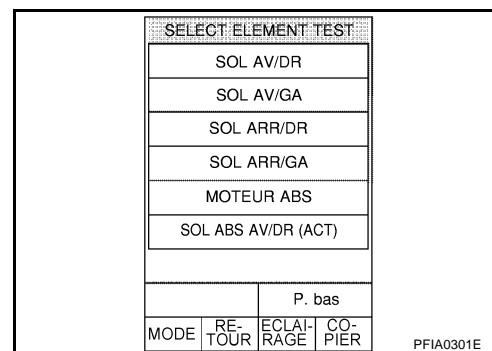 SELECT ELEMENT TEST
SOL AV/DR
SOL AV/GA
SOL ARR/DR
SOL ARR/GA
MOTEUR ABS
SOL ABS AV/DR (ACT)
P. bas
MODE RE-TOUR ECLAI-RAGE CO-PIER
PFIA0301E